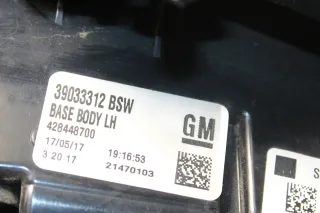 39033312 BSW
BASE BODY LH
428448700
GM
17/05/17 19:16:53
3 20 17 21470103
S